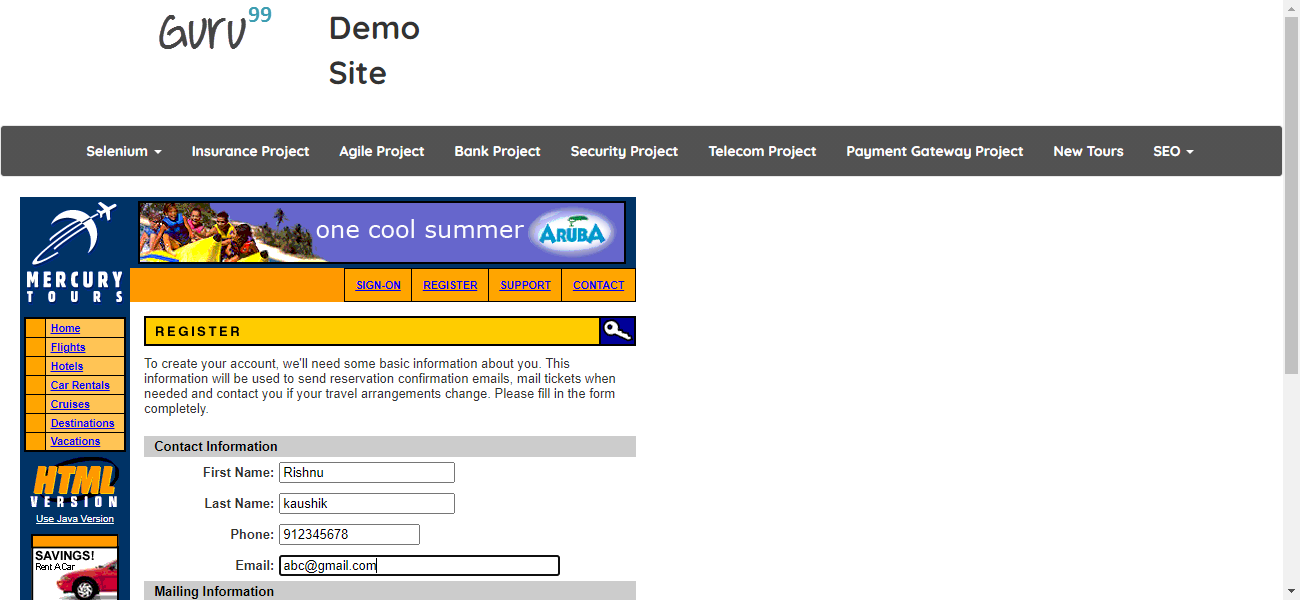 Guru99
Demo
Site
Selenium Insurance Project Agile Project Bank Project Security Project Telecom Project Payment Gateway Project New Tours SEO
one cool summer ARUBA
MERCURY
TOURS
SIGN-ON REGISTER SUPPORT CONTACT
Home
Flights
Hotels
Car Rentals
Cruises
Destinations
Vacations
HTML
VERSION
Use Java Version
SAVINGS!
Rent A Car
REGISTER
To create your account, we'll need some basic information about you. This
information will be used to send reservation confirmation emails, mail tickets when
needed and contact you if your travel arrangements change. Please fill in the form
completely.
Contact Information
First Name: Rishnu
Last Name: kaushik
Phone: 912345678
Email: abc@gmail.com
Mailing Information